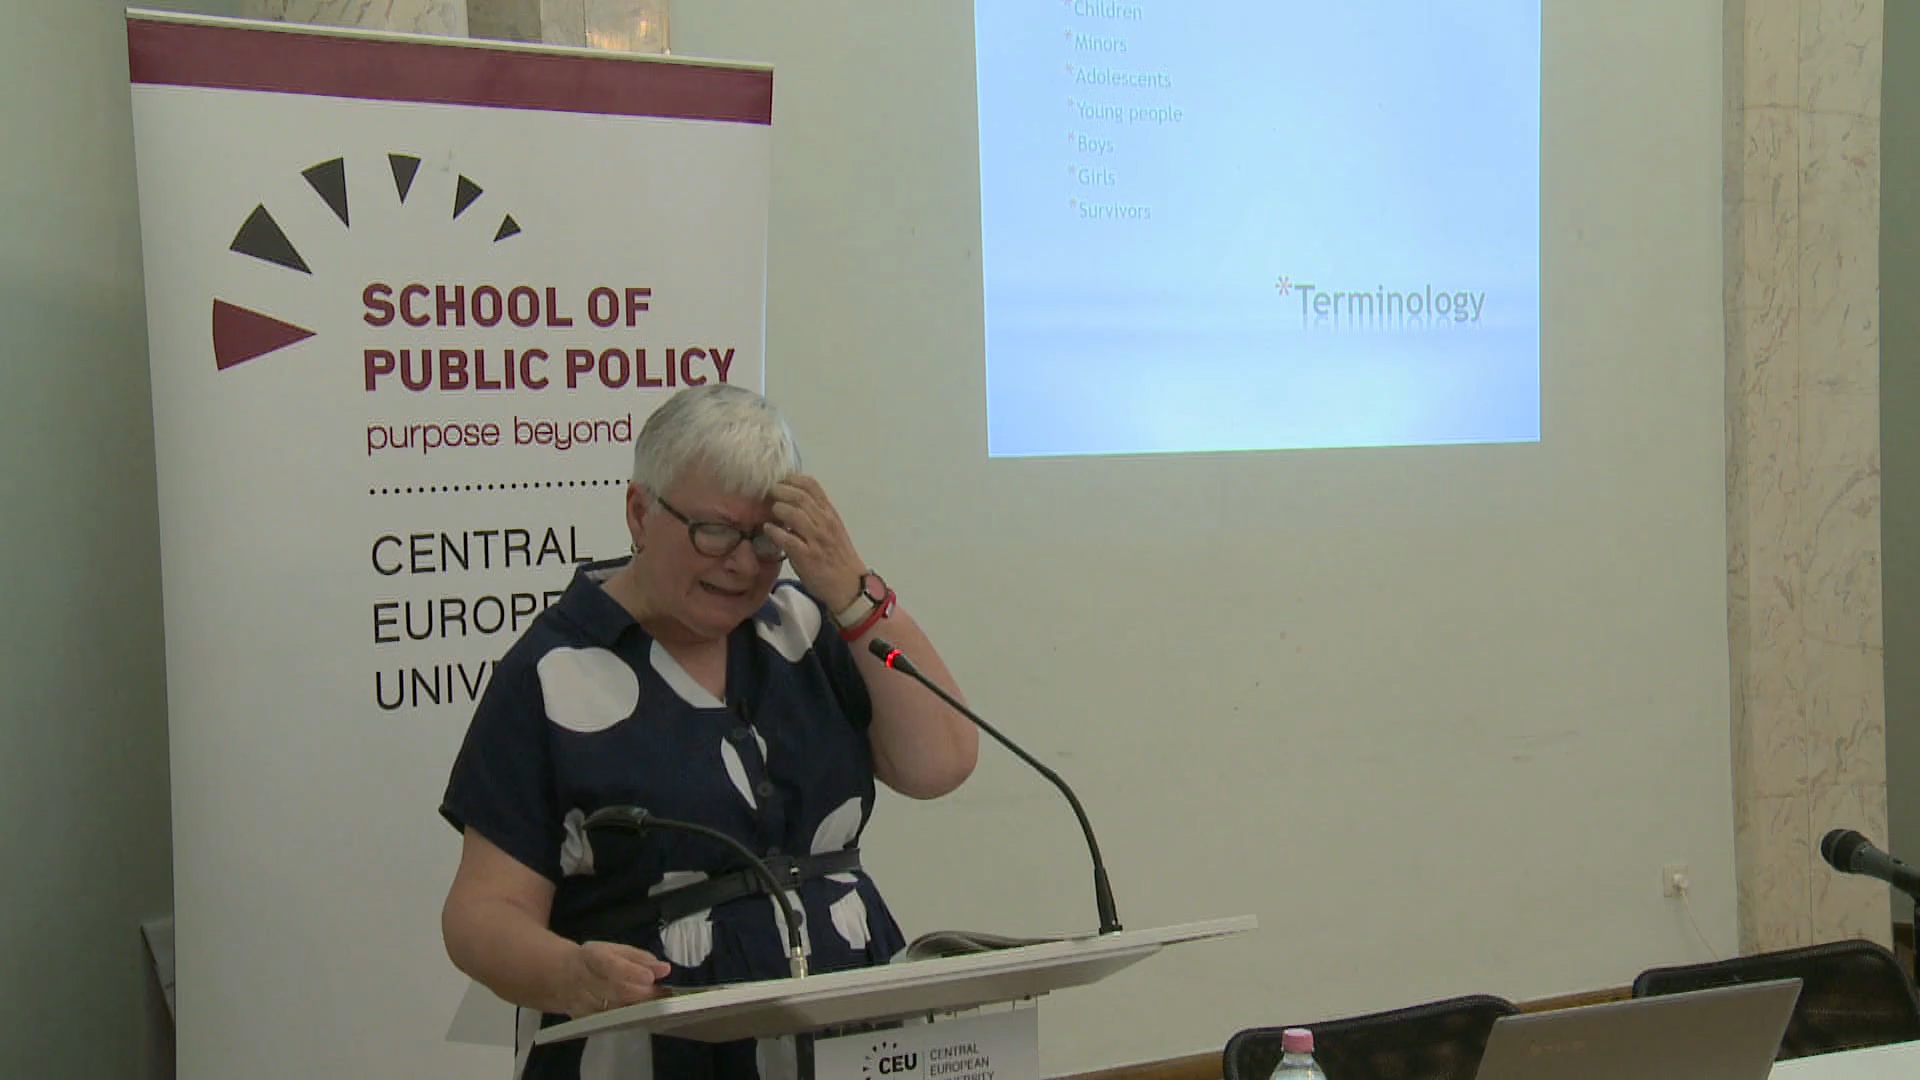 SCHOOL OF
PUBLIC POLICY
purpose beyond
CENTRAL
EUROPE
UNIV
*Children
*Minors
*Adolescents
*Young people
*Boys
*Girls
*Survivors
*Terminology
CEU
CENTRAL
EUROPEAN